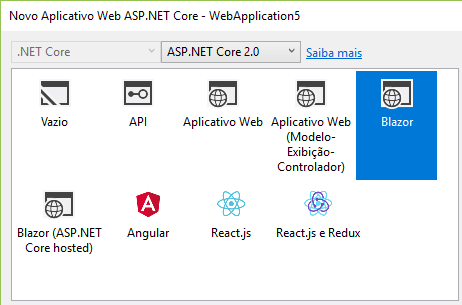 Novo Aplicativo Web ASP.NET Core - WebApplication5
.NET Core ASP.NET Core 2.0 Saiba mais
Vazio API Aplicativo Web Aplicativo Web Blazor
(Modelo-
Exibição-
Controlador)
Blazor (ASP.NET Angular React.js React.js e Redux
Core hosted)